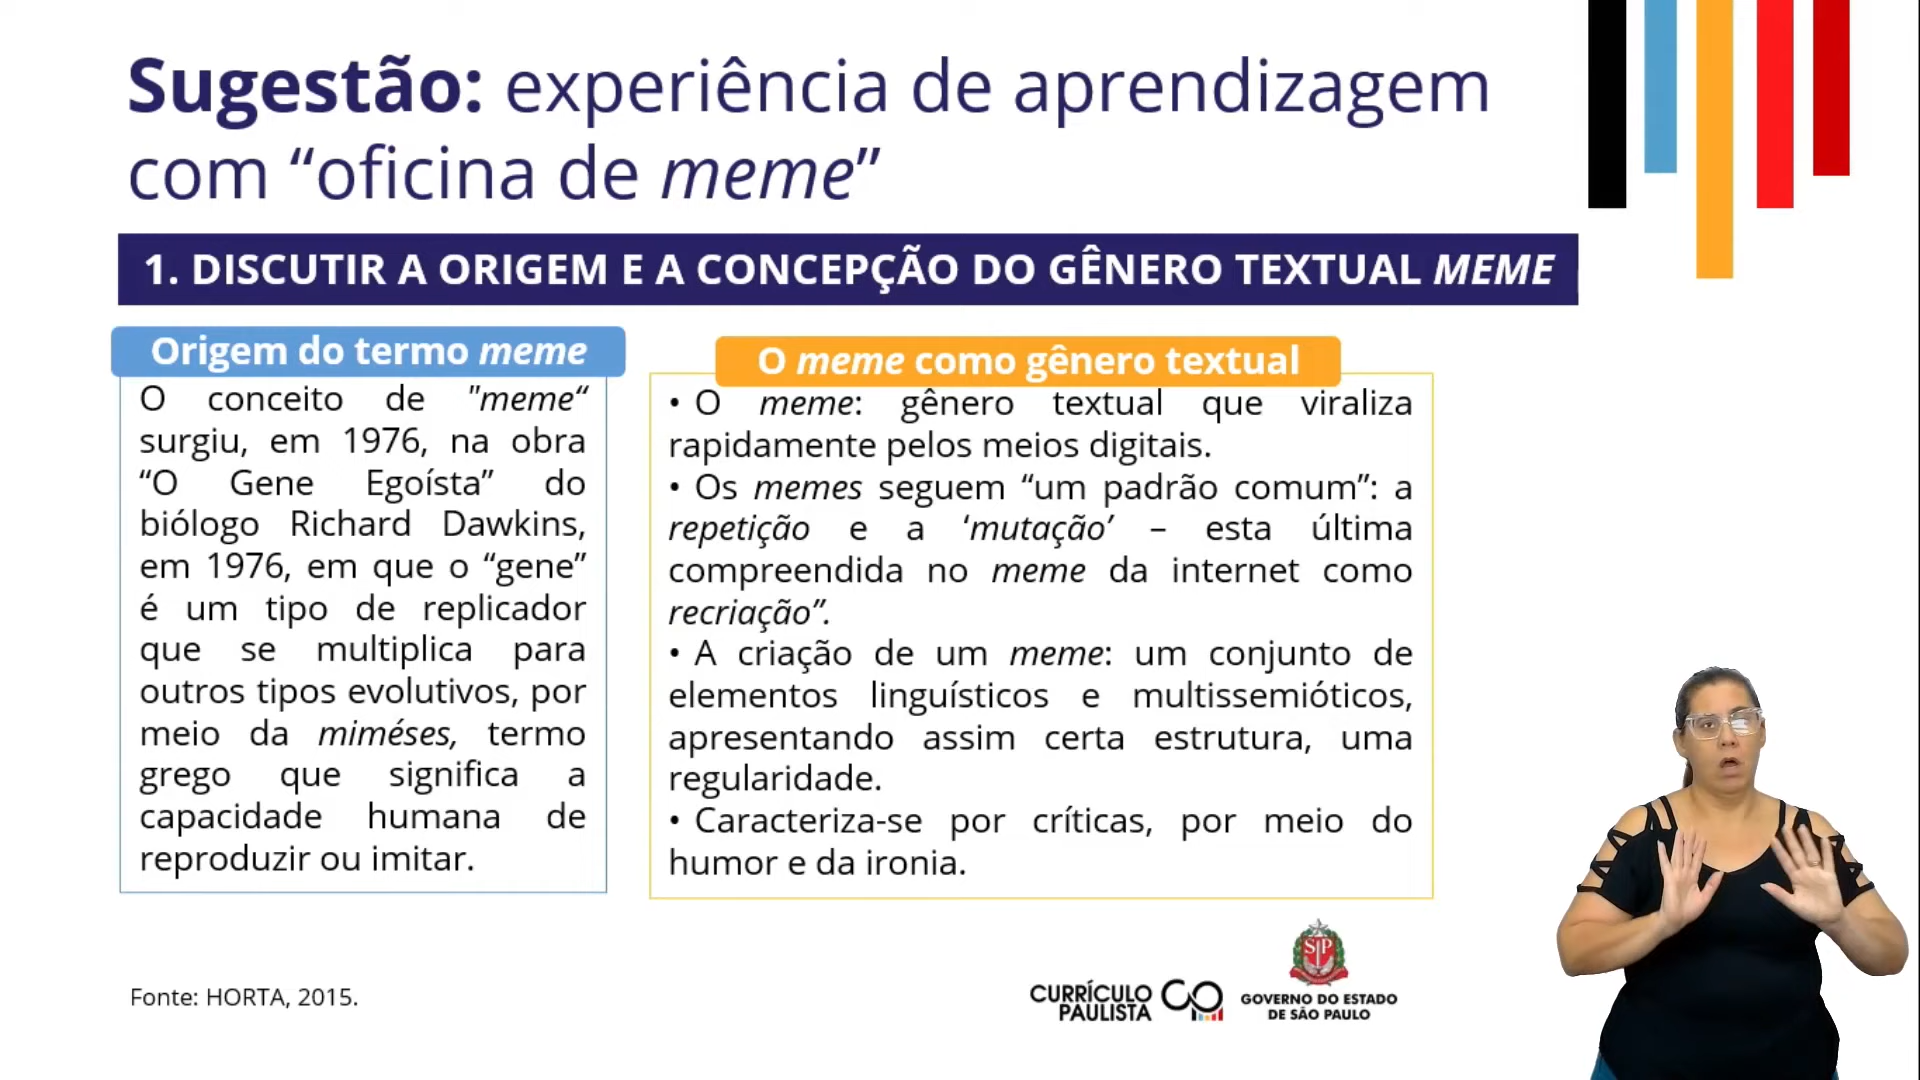 Sugestão: experiência de aprendizagem
com “oficina de meme”
1. DISCUTIR A ORIGEM E A CONCEPÇÃO DO GÊNERO TEXTUAL MEME
Origem do termo meme
O conceito de "meme“
surgiu, em 1976, na obra
“O Gene Egoísta” do
biólogo Richard Dawkins,
em 1976, em que o “gene”
é um tipo de replicador
que se multiplica para
outros tipos evolutivos, por
meio da miméses, termo
grego que significa a
capacidade humana de
reproduzir ou imitar.
O meme como gênero textual
• O meme: gênero textual que viraliza
rapidamente pelos meios digitais.
• Os memes seguem “um padrão comum”: a
repetição e a ‘mutação’ – esta última
compreendida no meme da internet como
recriação”.
• A criação de um meme: um conjunto de
elementos linguísticos e multissemióticos,
apresentando assim certa estrutura, uma
regularidade.
• Caracteriza-se por críticas, por meio do
humor e da ironia.
Fonte: HORTA, 2015.
CURRÍCULO
PAULISTA
SP
GOVERNO DO ESTADO
DE SÃO PAULO